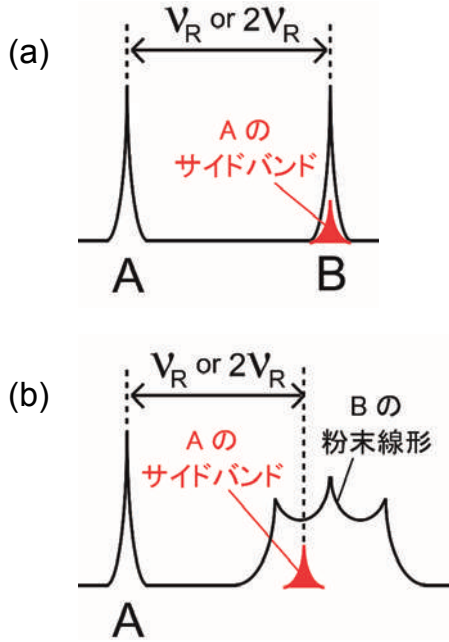 (a)
νR or 2νR
A の
サイドバンド
A
B
(b)
νR or 2νR
B の
粉末線形
A の
サイドバンド
A